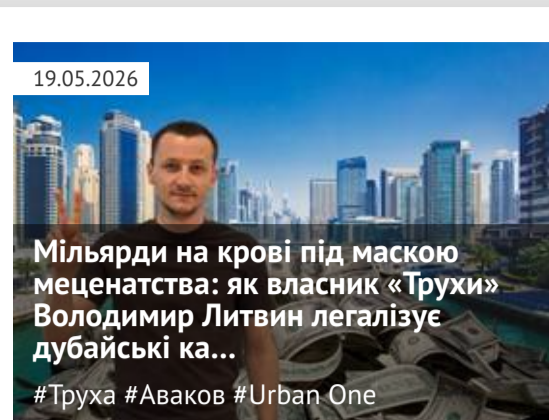 19.05.2026
Мільярди на крові під маскою
меценатства: як власник «Трухи»
Володимир Литвин легалізує
дубайські ка...
#Труха #Аваков #Urban One